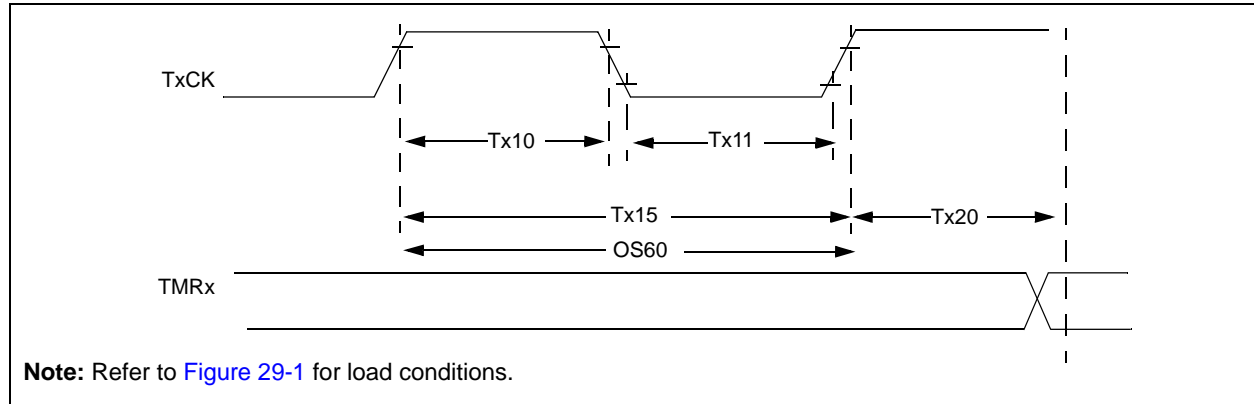 TxCK
Tx10
Tx11
Tx15
Tx20
OS60
TMRx
Note: Refer to Figure 29-1 for load conditions.